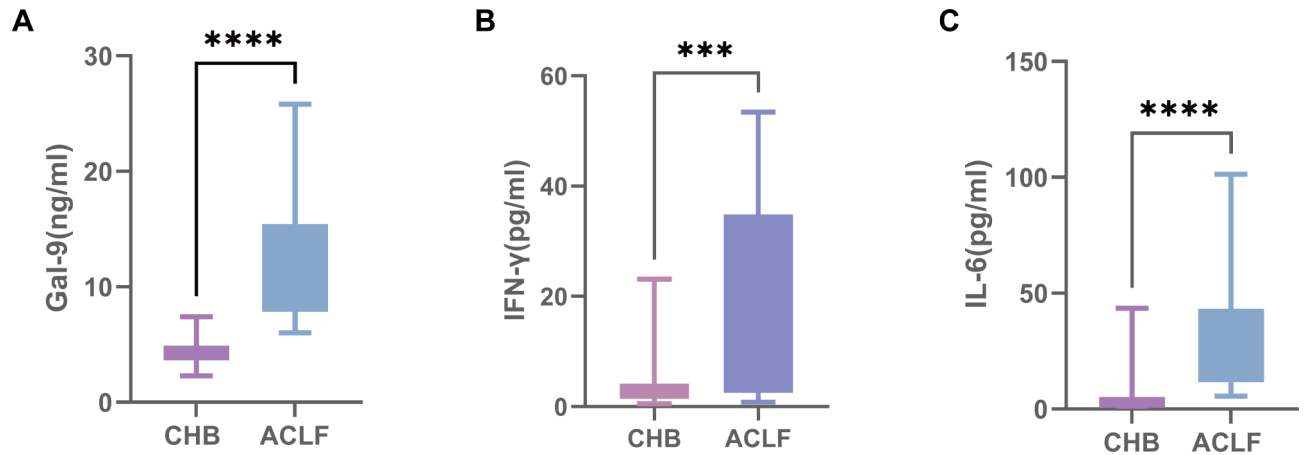 A
****
30
20
10
0
Gal-9(ng/ml)
CHB ACLF
B
***
60
40
20
0
IFN-γ(pg/ml)
CHB ACLF
C
****
150
100
50
0
IL-6(pg/ml)
CHB ACLF